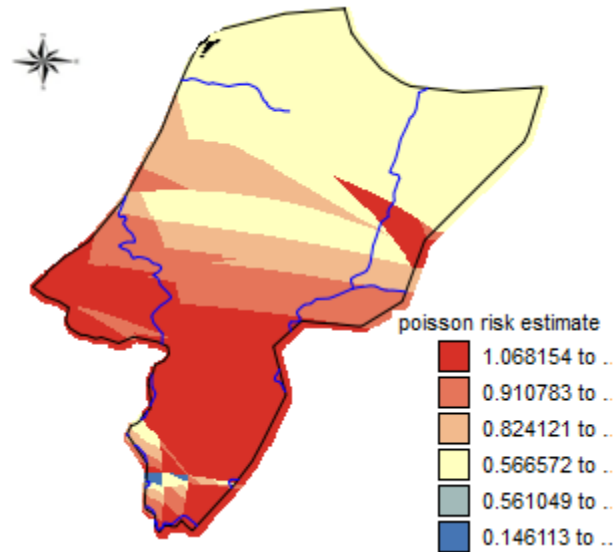 poisson risk estimate
1.068154 to ..
0.910783 to ..
0.824121 to ..
0.566572 to ..
0.561049 to ..
0.146113 to ..